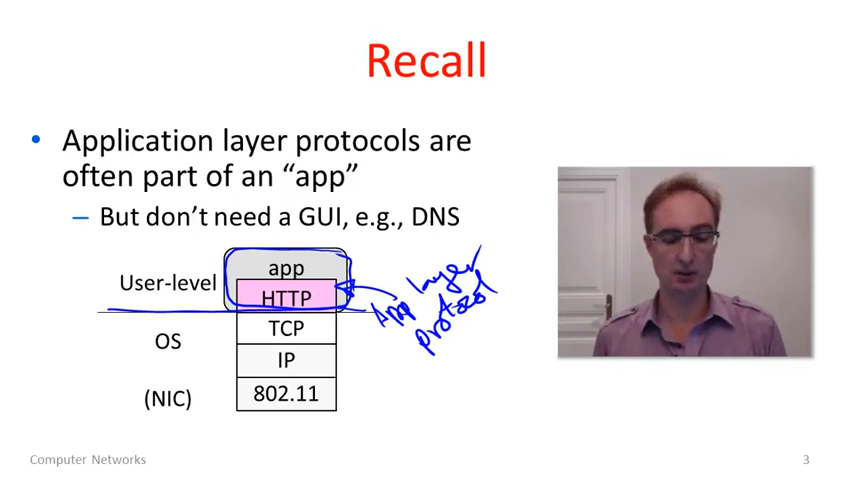 Recall
• Application layer protocols are
often part of an “app”
– But don’t need a GUI, e.g., DNS
User-level
app
HTTP
App layer
protocol
OS
TCP
IP
(NIC)
802.11
Computer Networks
3